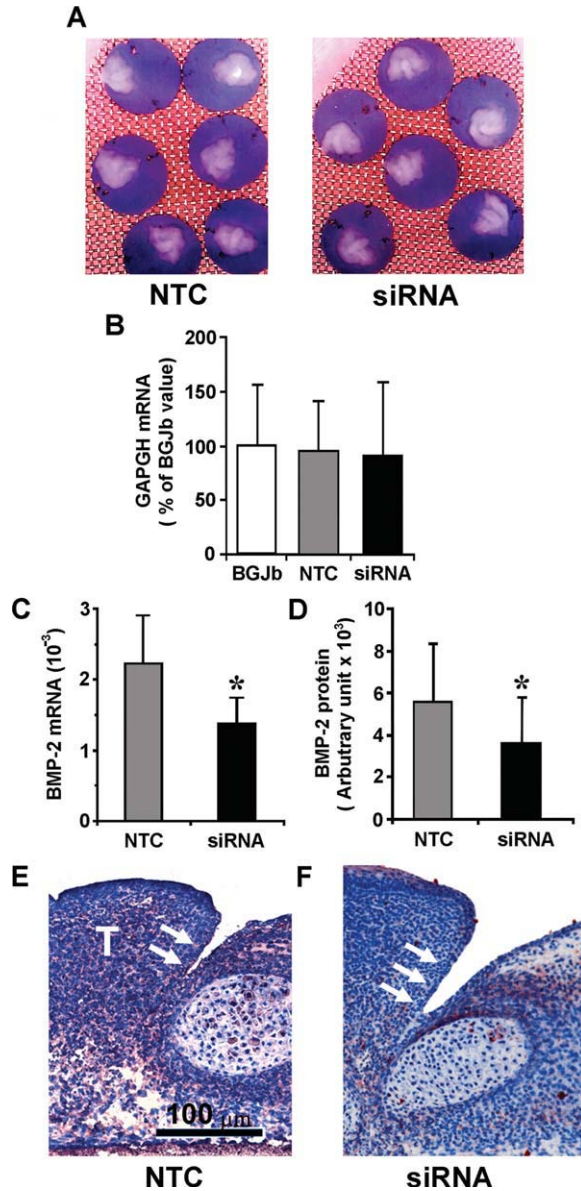 A
NTC siRNA
B
GAPGH mRNA
( % of BGJb value)
200
150
100
50
0
BGJb NTC siRNA
C
BMP-2 mRNA (10⁻³)
3
2
1
0
NTC siRNA
D
BMP-2 protein
( Arbutrary unit x 10³)
10
8
6
4
2
0
NTC siRNA
*
*
E
T
100 μm
NTC
F
siRNA